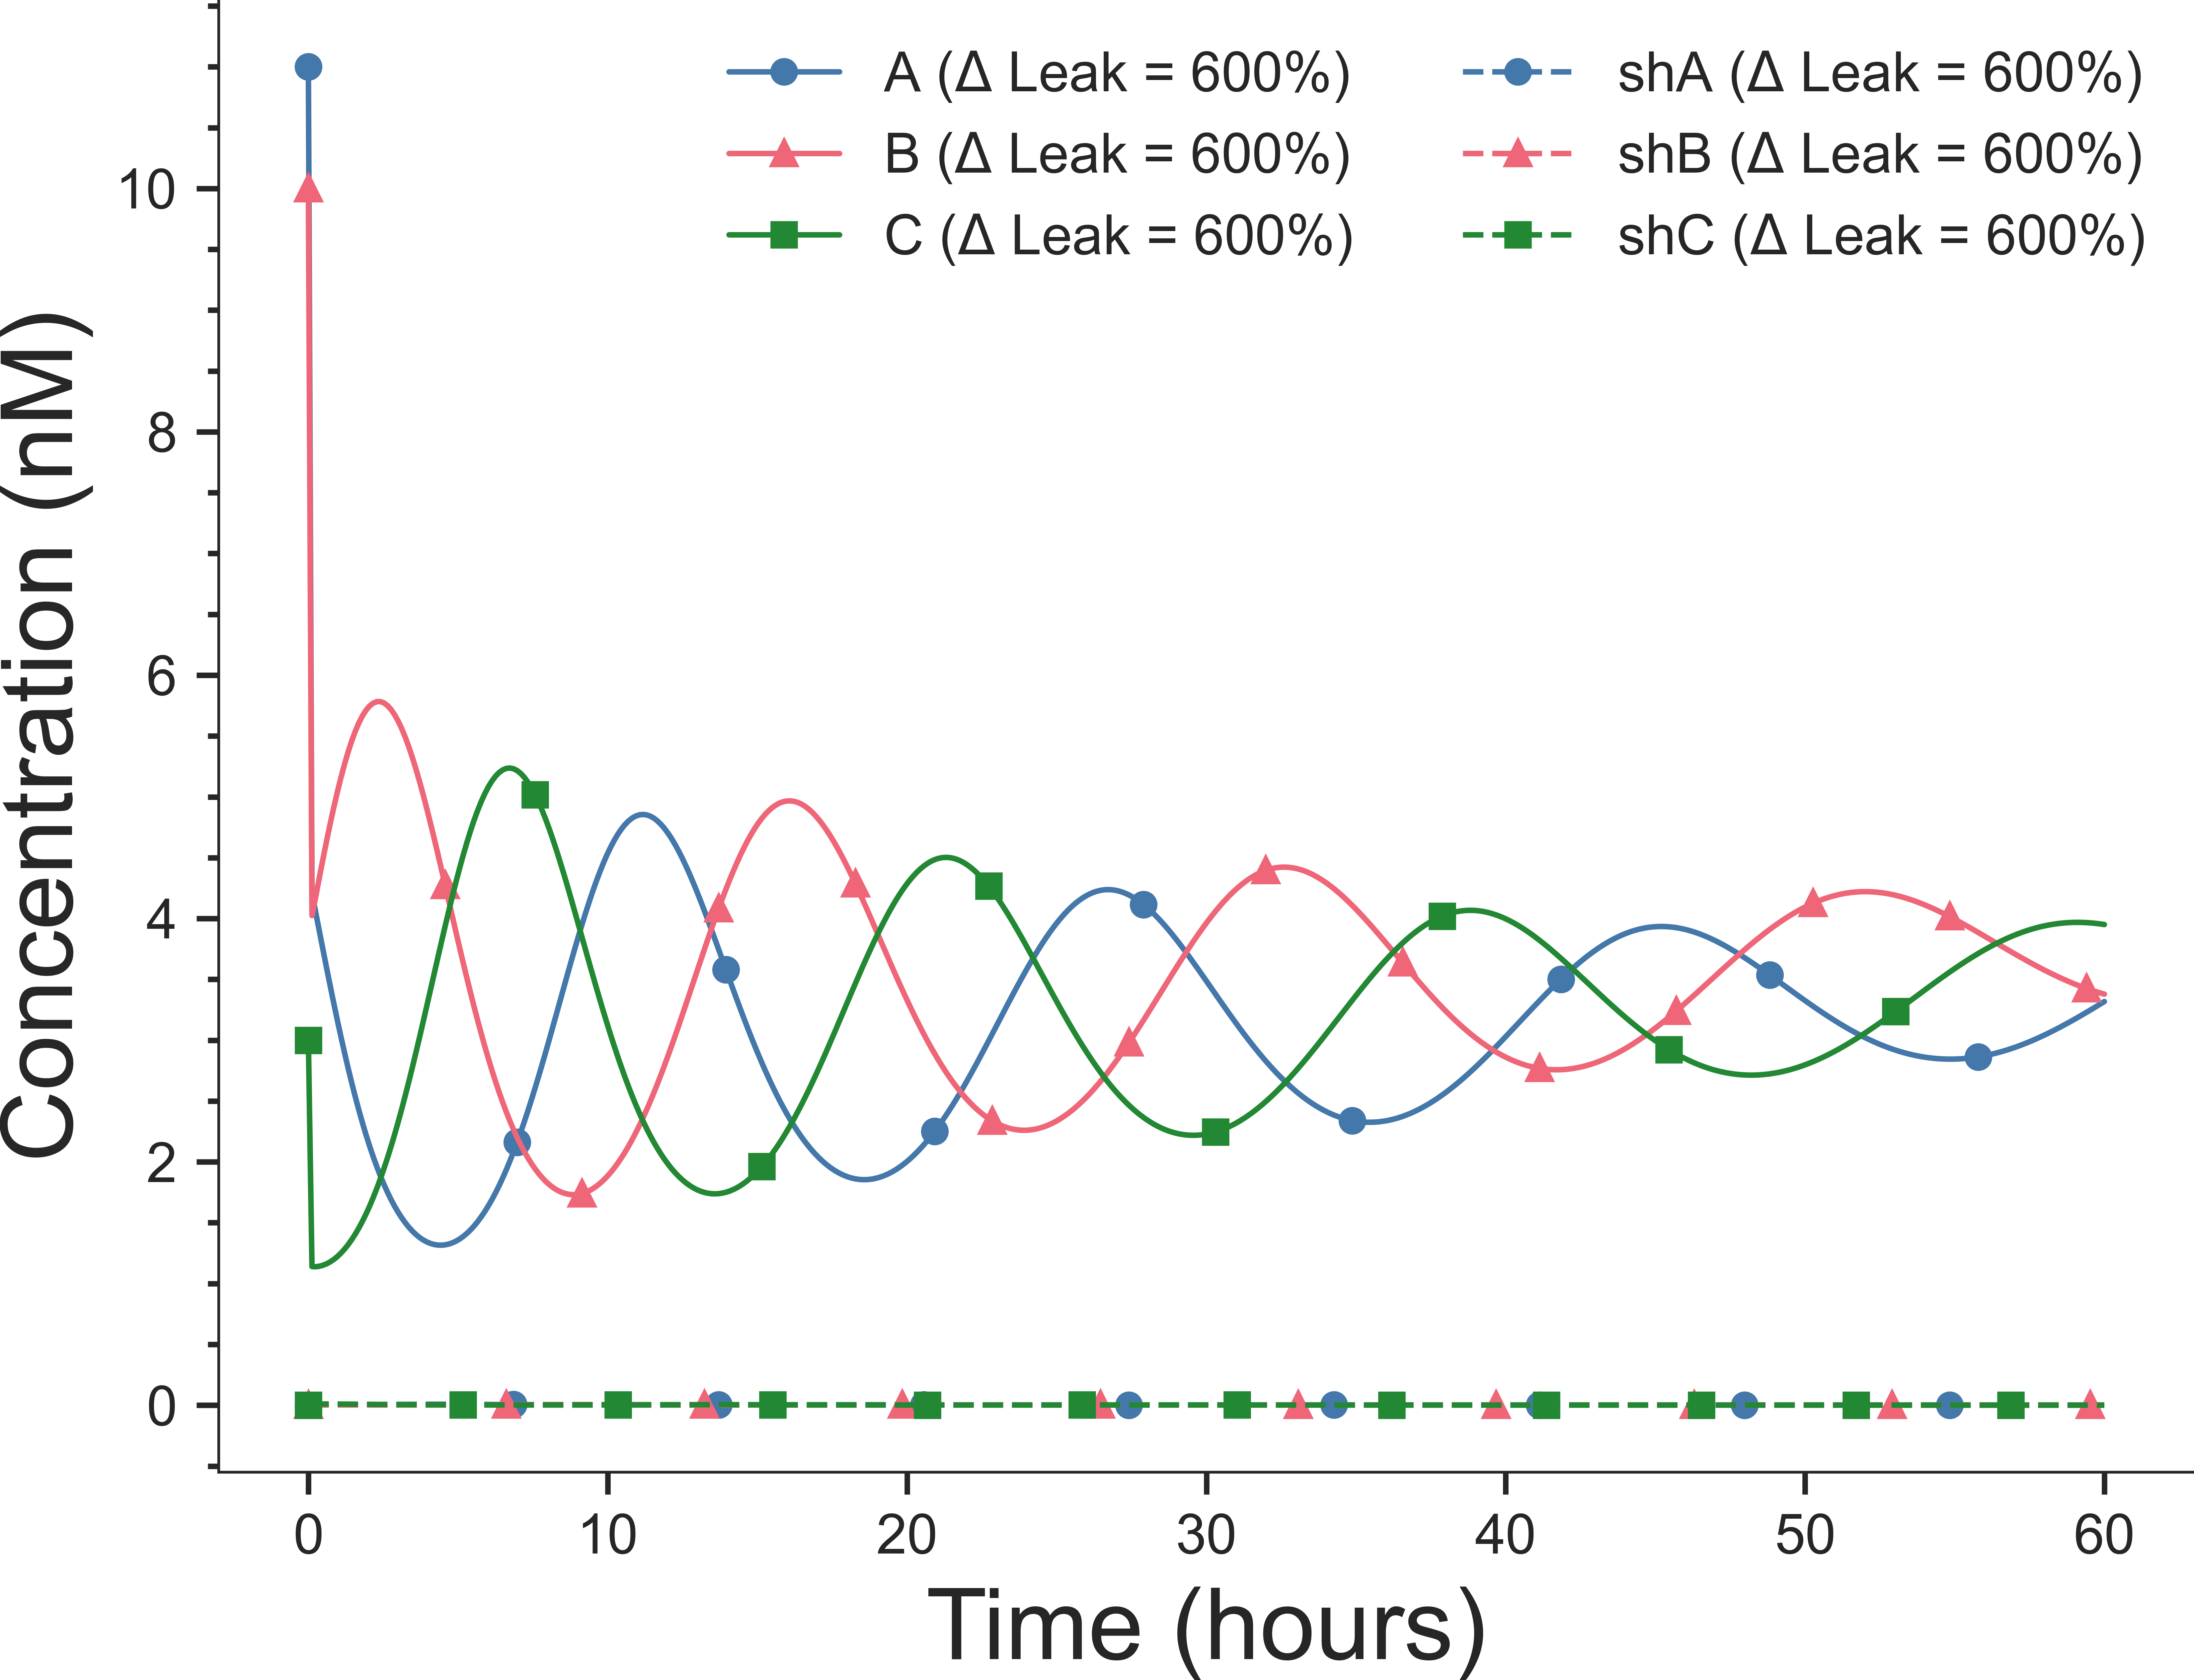 A (Δ Leak = 600%)
B (Δ Leak = 600%)
C (Δ Leak = 600%)
shA (Δ Leak = 600%)
shB (Δ Leak = 600%)
shC (Δ Leak = 600%)
Concentration (nM)
10
8
6
4
2
0
0 10 20 30 40 50 60
Time (hours)